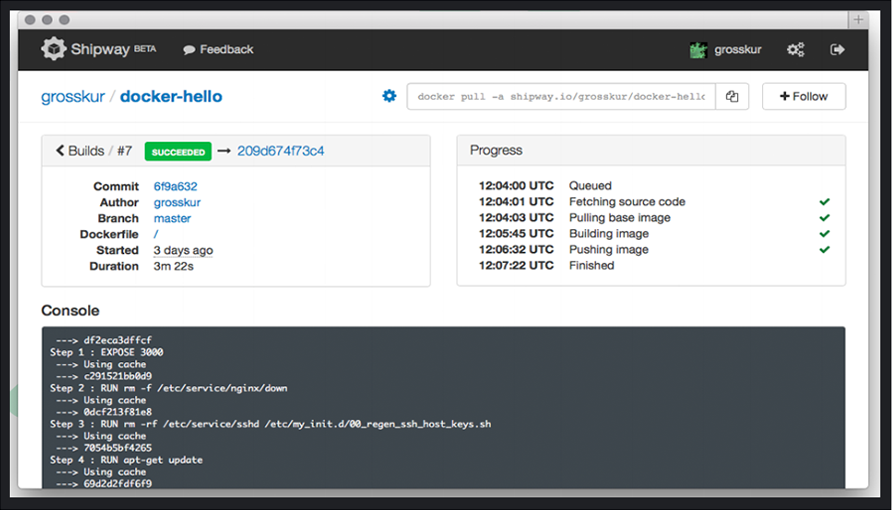 Shipway BETA Feedback grosskur
grosskur / docker-hello
docker pull -a shipway.io/grosskur/docker-hello
+ Follow
Builds / #7 SUCCEEDED → 209d674f73c4
Commit 6f9a632
Author grosskur
Branch master
Dockerfile /
Started 3 days ago
Duration 3m 22s
Progress
12:04:00 UTC Queued
12:04:01 UTC Fetching source code ✓
12:04:03 UTC Pulling base image ✓
12:05:45 UTC Building image ✓
12:06:32 UTC Pushing image ✓
12:07:22 UTC Finished
Console
---> df2eca3dffcf
Step 1 : EXPOSE 3000
---> Using cache
---> c291521bb0d9
Step 2 : RUN rm -f /etc/service/nginx/down
---> Using cache
---> 0dcf213f81e8
Step 3 : RUN rm -rf /etc/service/sshd /etc/my_init.d/00_regen_ssh_host_keys.sh
---> Using cache
---> 7054b5bf4265
Step 4 : RUN apt-get update
---> Using cache
---> 69d2d2fdf6f9